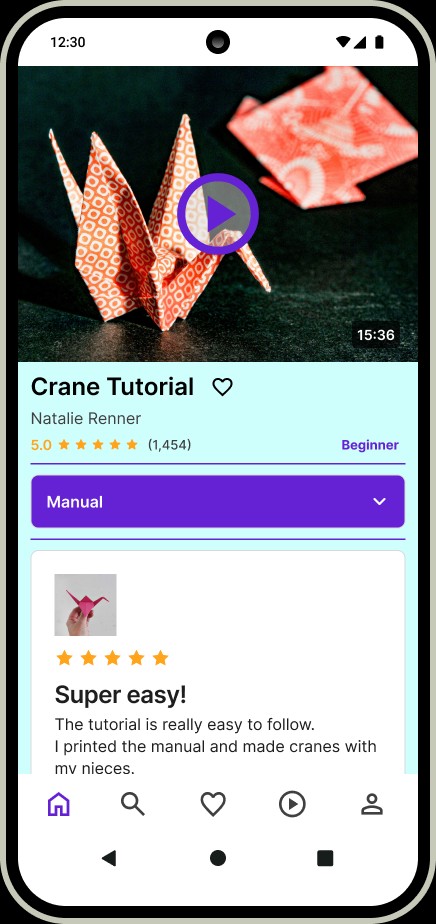 12:30
15:36
Crane Tutorial
Natalie Renner
5.0 (1,454) Beginner
Manual
Super easy!
The tutorial is really easy to follow.
I printed the manual and made cranes with
my nieces.